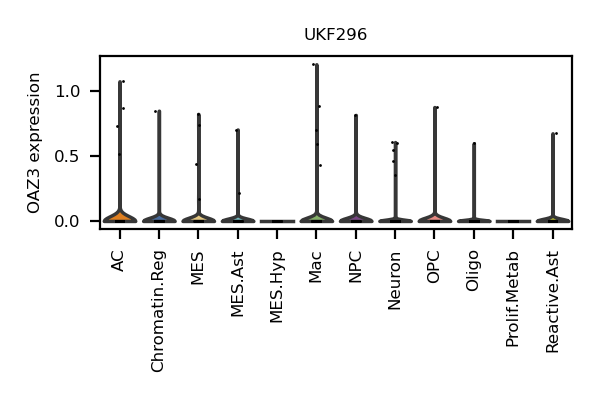 UKF296
OAZ3 expression
1.0
0.5
0.0
AC
Chromatin.Reg
MES
MES.Ast
MES.Hyp
Mac
NPC
Neuron
OPC
Oligo
Prolif.Metab
Reactive.Ast